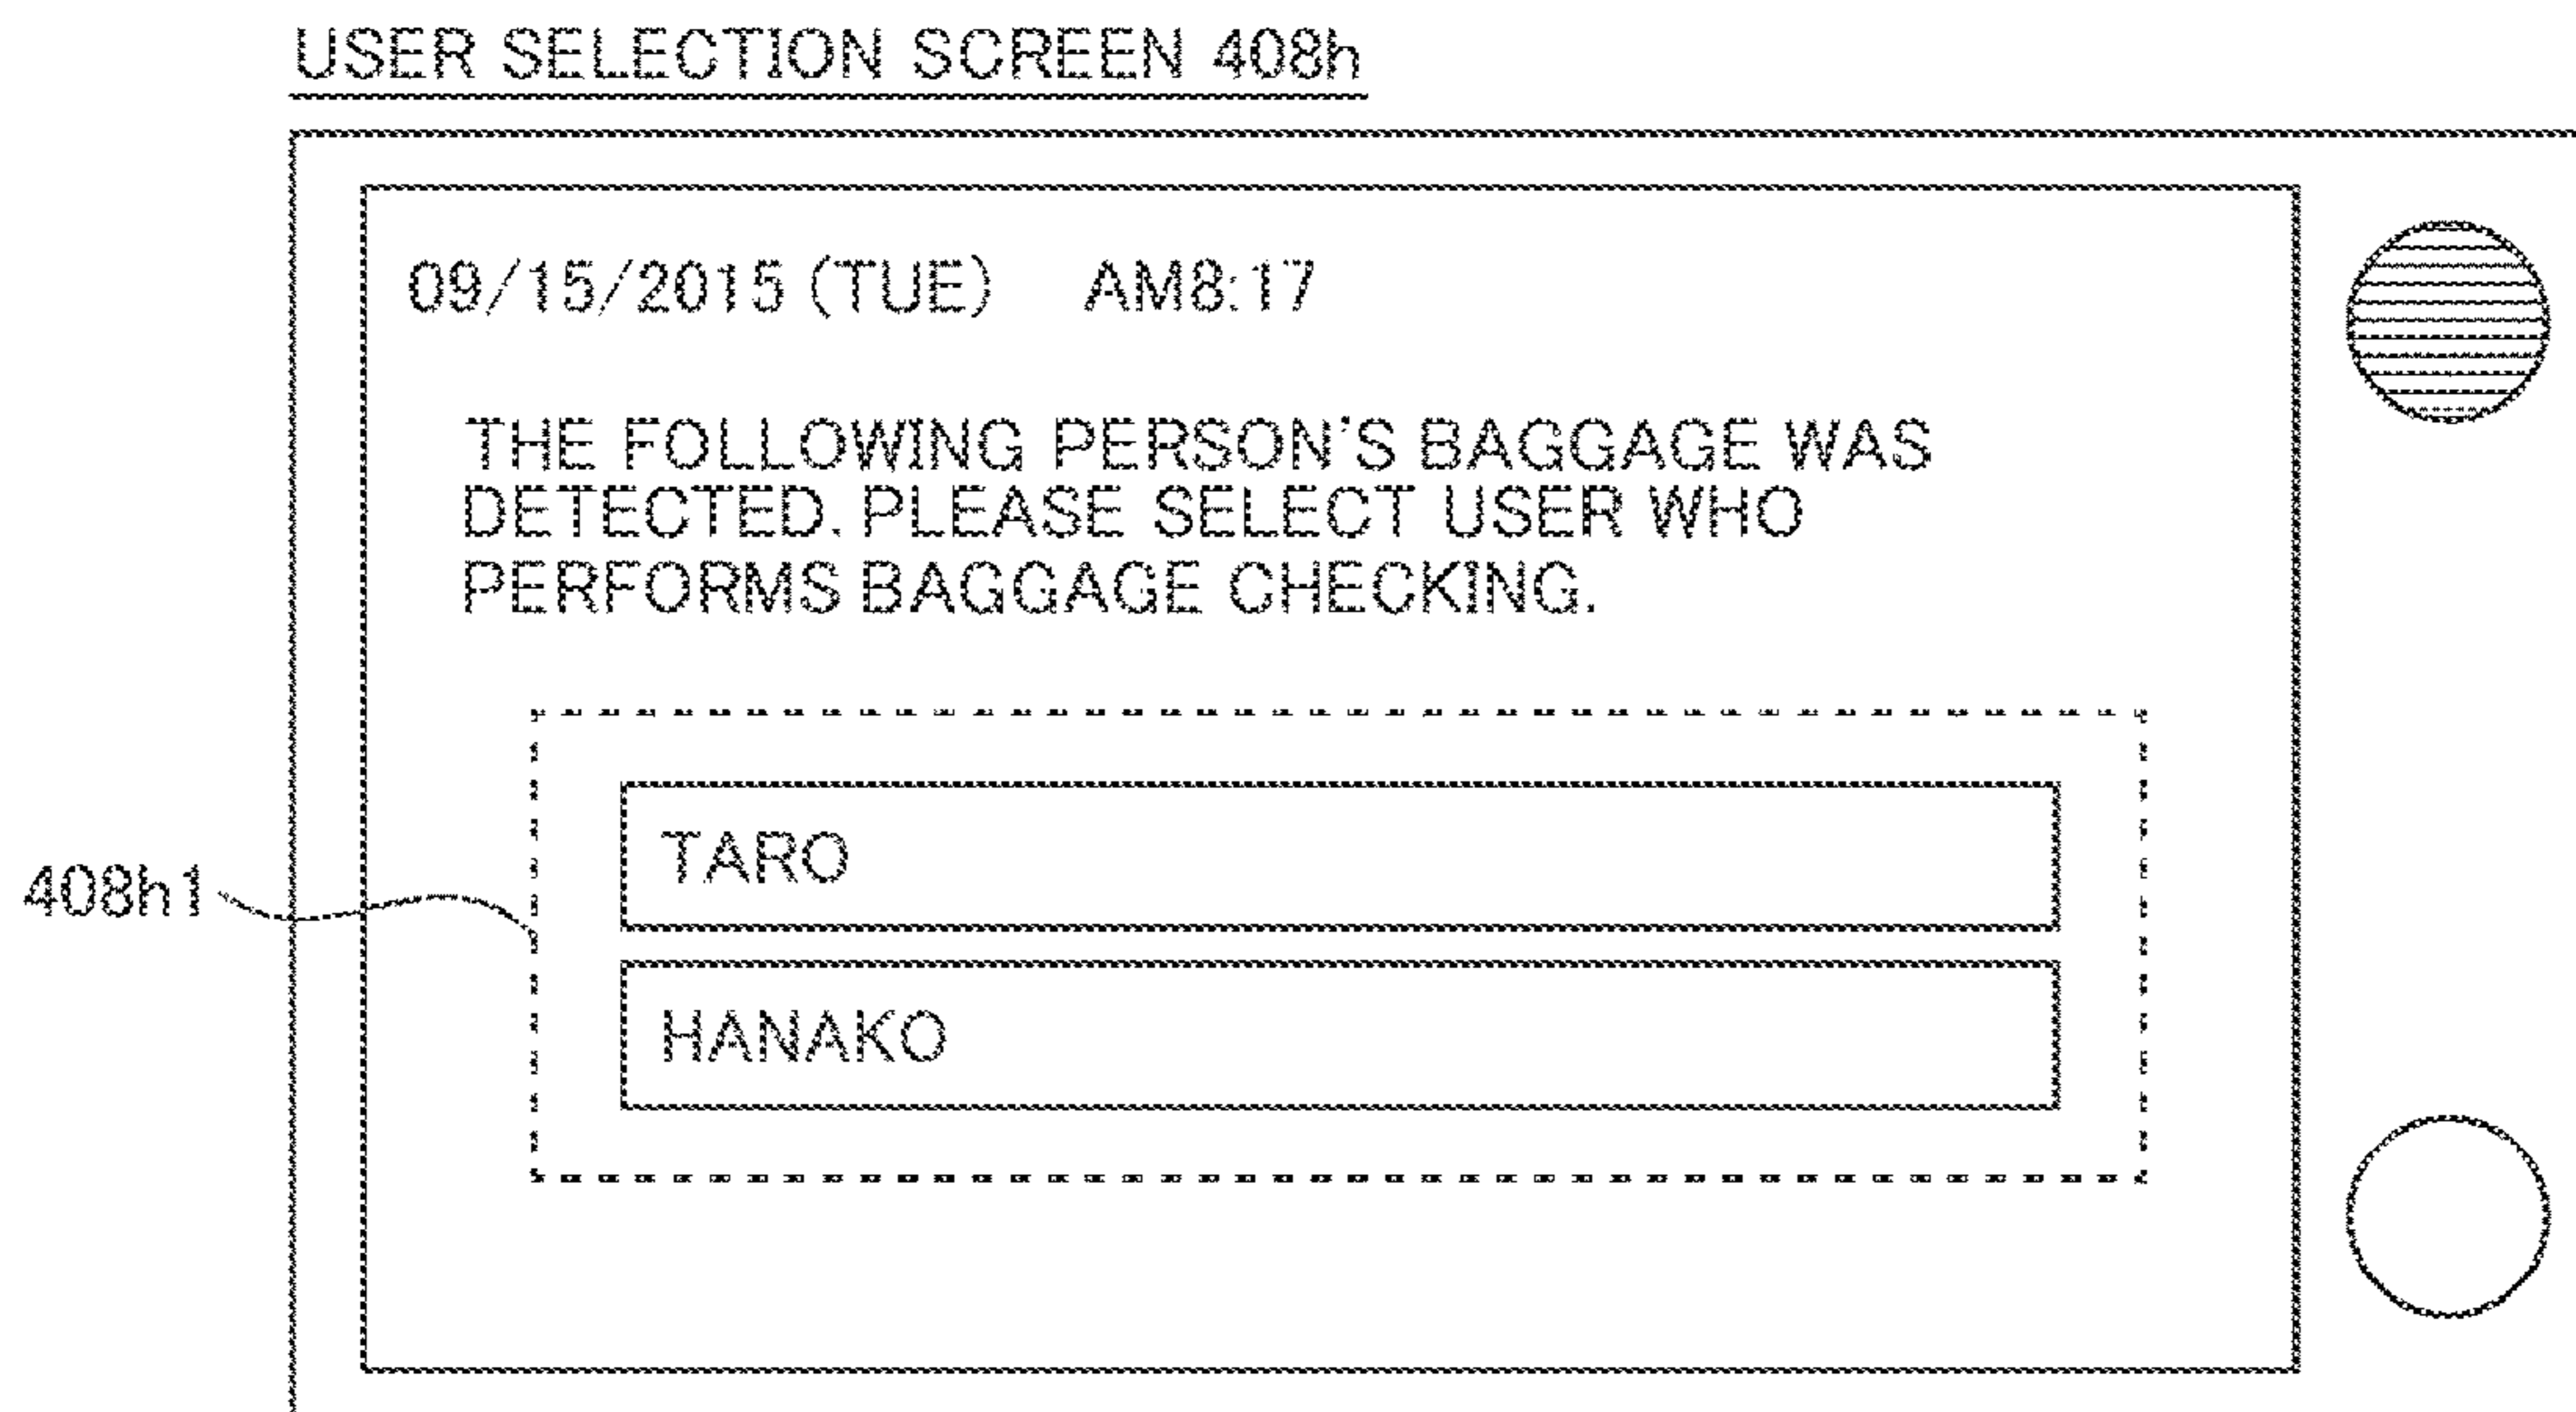 USER SELECTION SCREEN 408h
09/15/2015 (TUE) AM8:17
THE FOLLOWING PERSON'S BAGGAGE WAS
DETECTED. PLEASE SELECT USER WHO
PERFORMS BAGGAGE CHECKING.
TARO
408h1
HANAKO